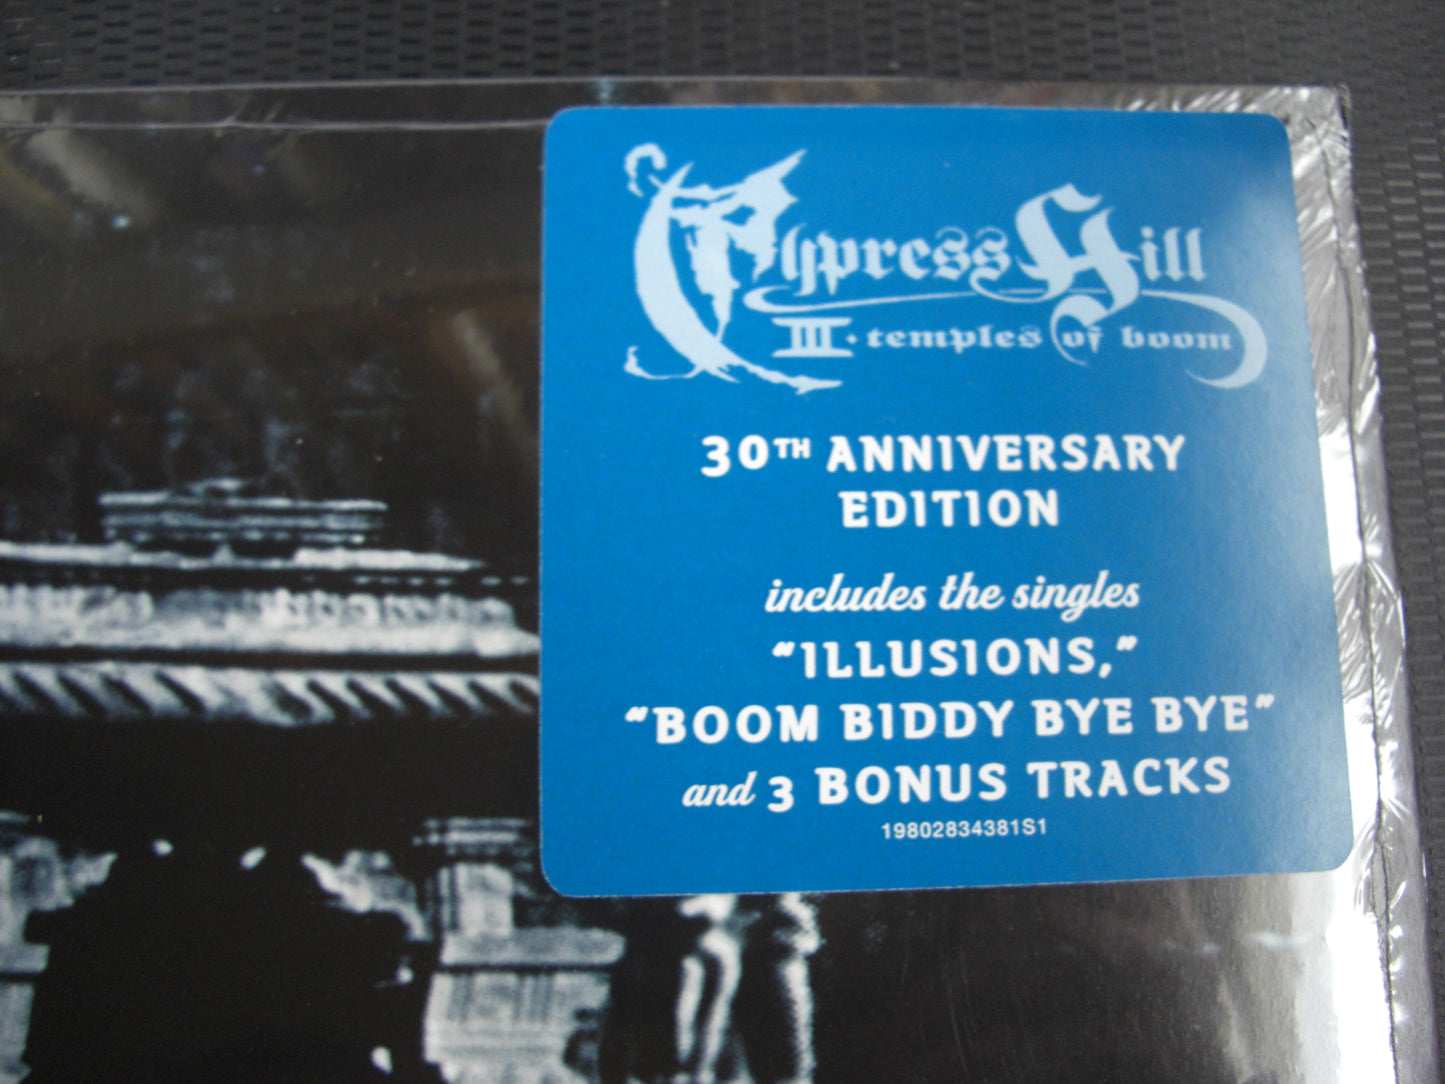 Cypress Hill
III · temples of boom
30TH ANNIVERSARY
EDITION
includes the singles
“ILLUSIONS,”
“BOOM BIDDY BYE BYE”
and 3 BONUS TRACKS
19802834381S1